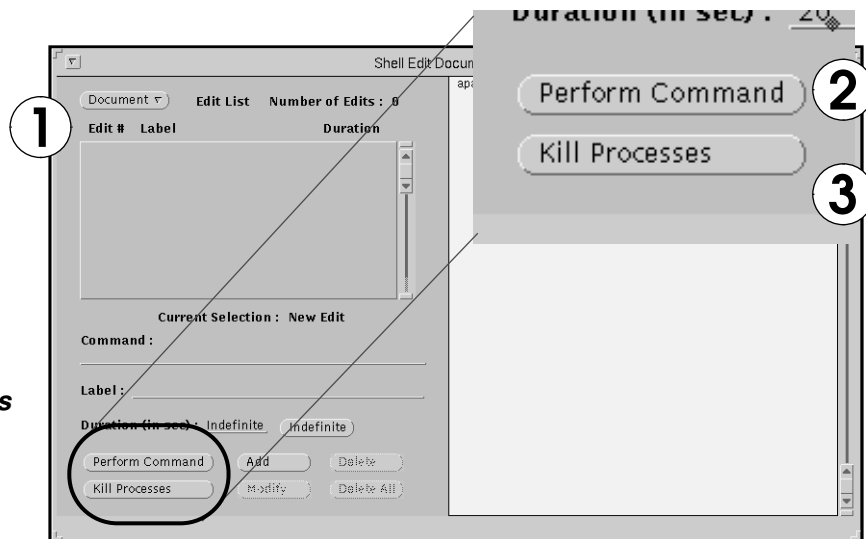 Duration (in sec) : 20
Shell Edit Docum
Document
Edit List
Number of Edits : 0
apa
Perform Command
2
1
Edit #
Label
Duration
Kill Processes
3
Current Selection : New Edit
Command :
Label :
s
Duration (in sec) : Indefinite
Indefinite
Perform Command
Add
Delete
Kill Processes
Modify
Delete All